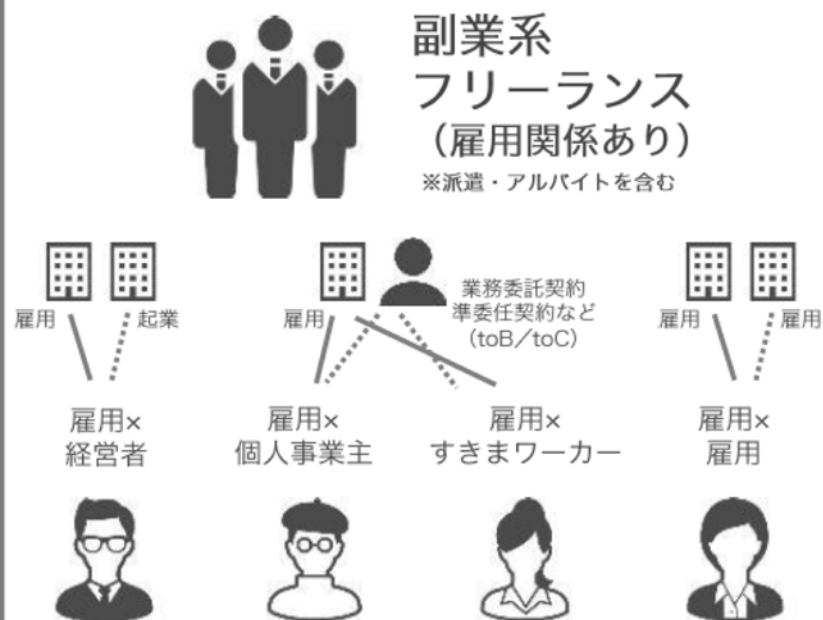 副業系
フリーランス
（雇用関係あり）
※派遣・アルバイトを含む
雇用
起業
雇用
業務委託契約
準委任契約など
（toB／toC）
雇用
雇用
雇用×
経営者
雇用×
個人事業主
雇用×
すきまワーカー
雇用×
雇用